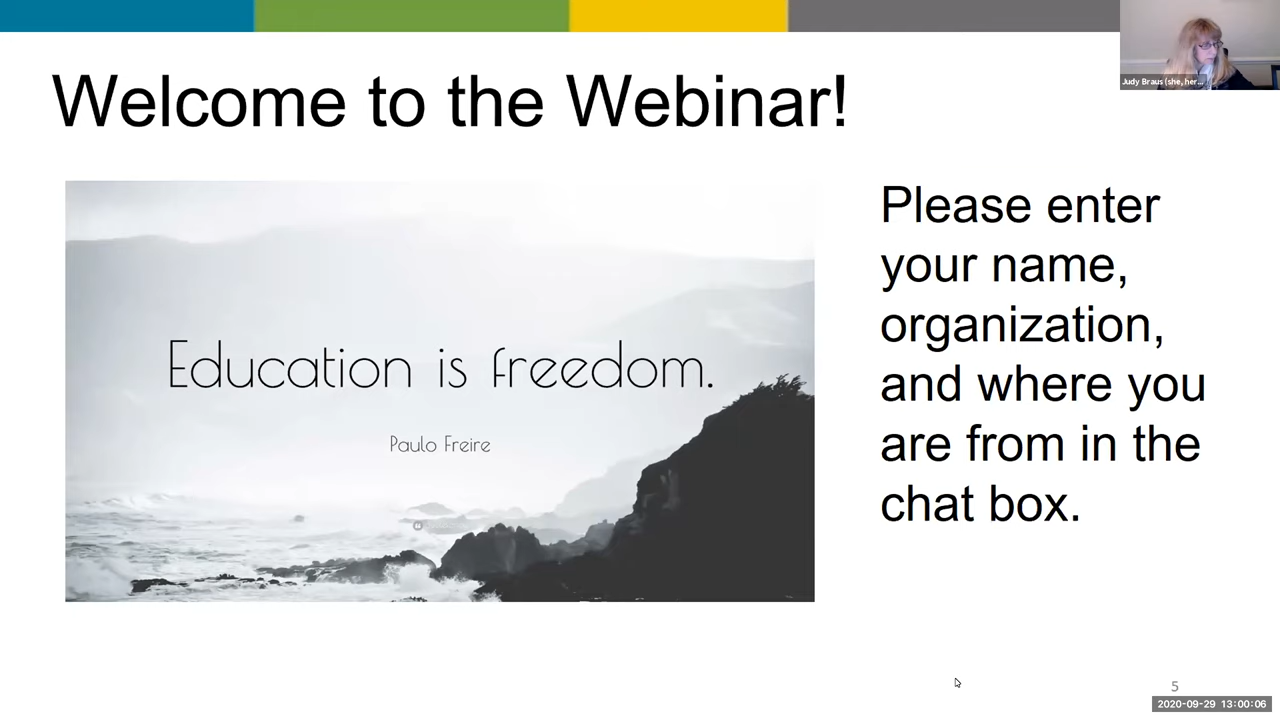 Welcome to the Webinar!
Judy Braus (she, her...
Education is freedom.
Paulo Freire
Please enter
your name,
organization,
and where you
are from in the
chat box.
5
2020-09-29 13:00:06